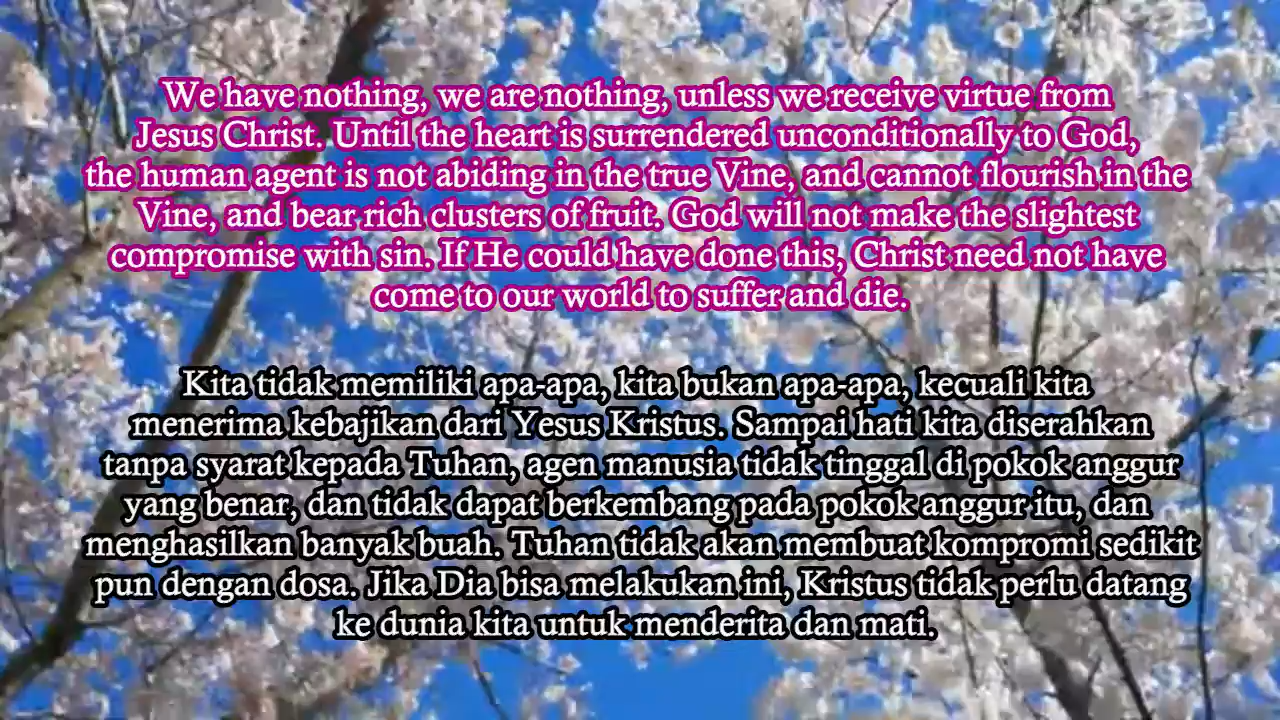 We have nothing, we are nothing, unless we receive virtue from
Jesus Christ. Until the heart is surrendered unconditionally to God,
the human agent is not abiding in the true Vine, and cannot flourish in the
Vine, and bear rich clusters of fruit. God will not make the slightest
compromise with sin. If He could have done this, Christ need not have
come to our world to suffer and die.
Kita tidak memiliki apa-apa, kita bukan apa-apa, kecuali kita
menerima kebajikan dari Yesus Kristus. Sampai hati kita diserahkan
tanpa syarat kepada Tuhan, agen manusia tidak tinggal di pokok anggur
yang benar, dan tidak dapat berkembang pada pokok anggur itu, dan
menghasilkan banyak buah. Tuhan tidak akan membuat kompromi sedikit
pun dengan dosa. Jika Dia bisa melakukan ini, Kristus tidak perlu datang
ke dunia kita untuk menderita dan mati.